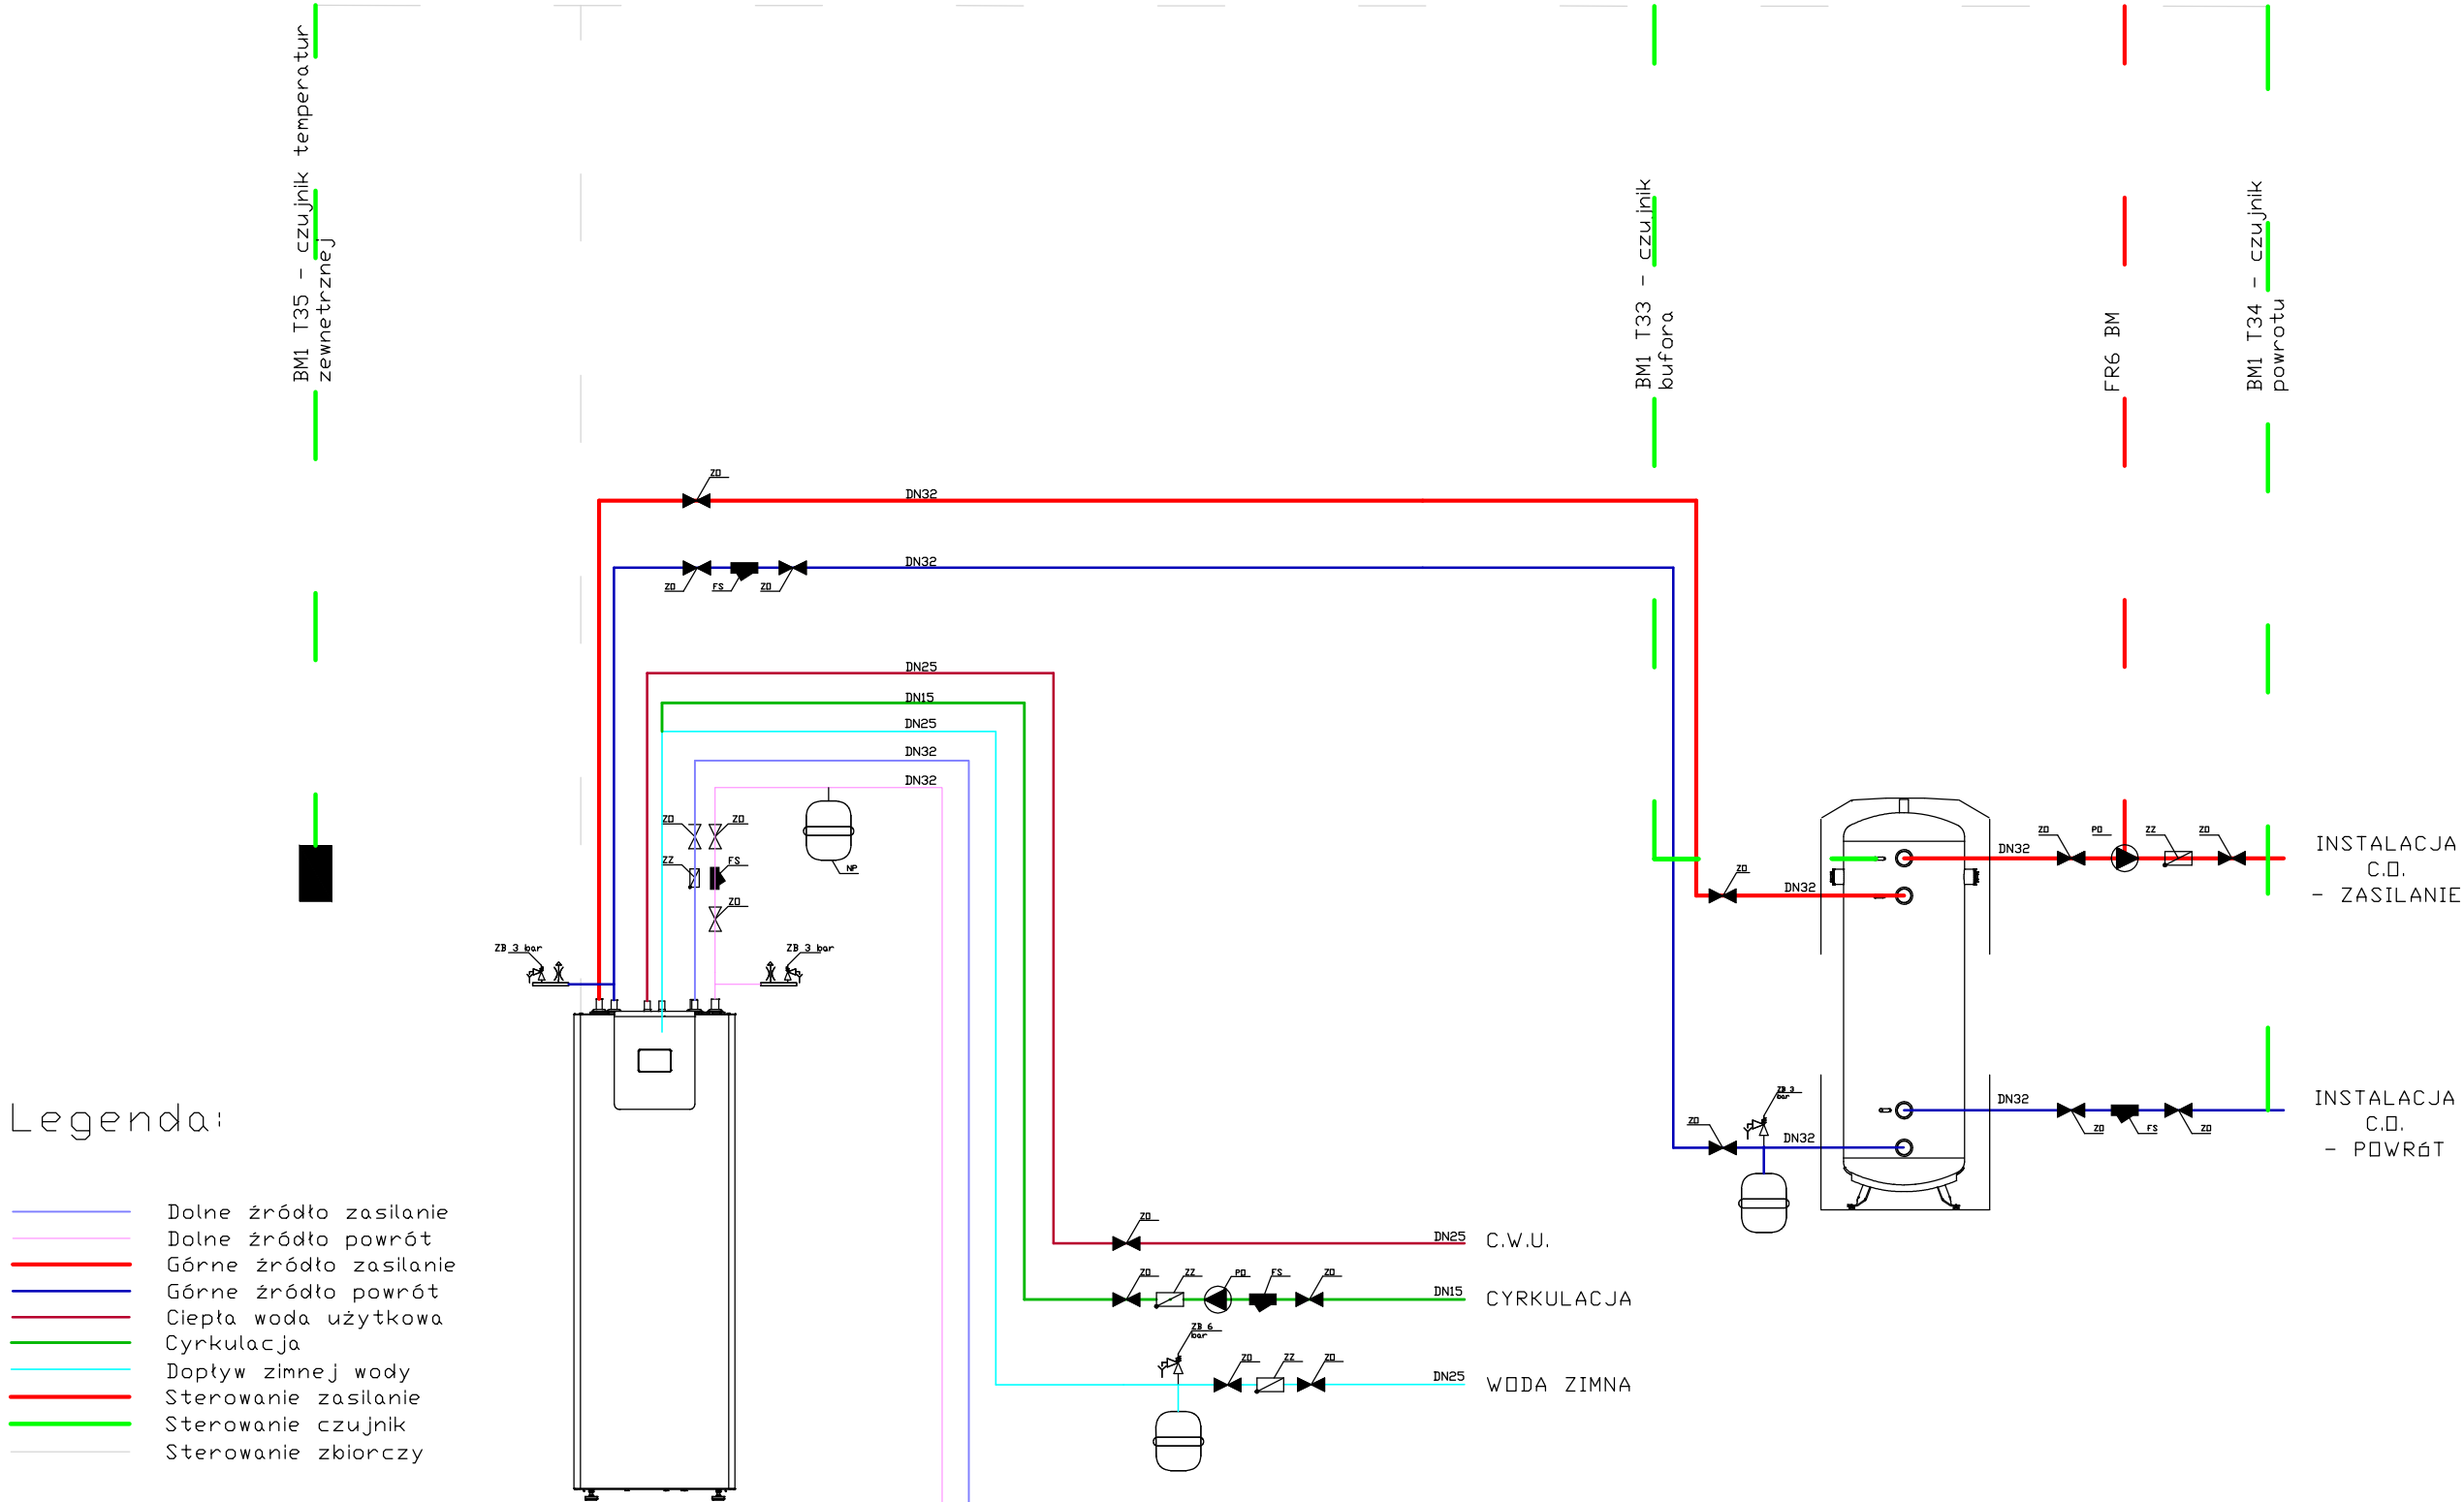 BM1 T35 - czujnik temperatur
zewnetrznej
BM1 T33 - czujnik
bufora
FR6 BM
BM1 T34 - czujnik
powrotu
ZO
DN32
DN32
ZO
FS
ZO
DN25
DN15
DN25
DN32
DN32
ZO
ZO
ZZ
FS
NP
ZO
ZB 3 bar
ZB 3 bar
ZO
PO
ZZ
ZO
DN32
INSTALACJA
C.O.
- ZASILANIE
ZO
DN32
ZB 3
bar
DN32
INSTALACJA
C.O.
- POWRóT
ZO
DN32
ZO
FS
ZO
Legenda:
Dolne źródło zasilanie
Dolne źródło powrót
Górne źródło zasilanie
Górne źródło powrót
Ciepła woda użytkowa
Cyrkulacja
Dopływ zimnej wody
Sterowanie zasilanie
Sterowanie czujnik
Sterowanie zbiorczy
ZO
DN25
C.W.U.
ZO
ZZ
PO
FS
ZO
DN15
CYRKULACJA
ZB 6
bar
ZO
ZZ
ZO
DN25
WODA ZIMNA